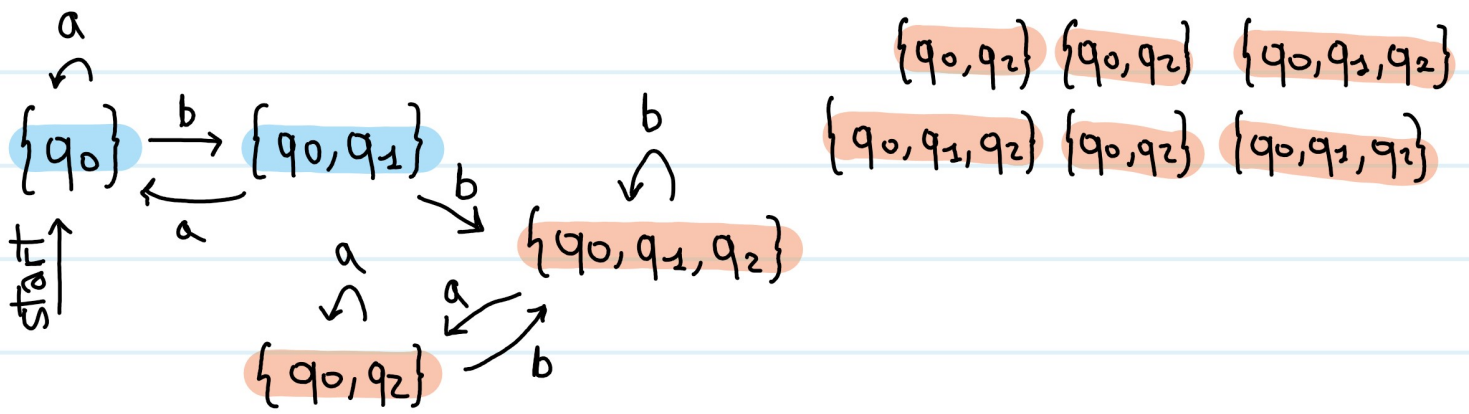 a
{q0,q2} {q0,q2} {q0,q1,q2}
{q0} b {q0,q1} b {q0,q1,q2} {q0,q2} {q0,q1,q2}
a b
start a {q0,q1,q2}
a
{q0,q2} b